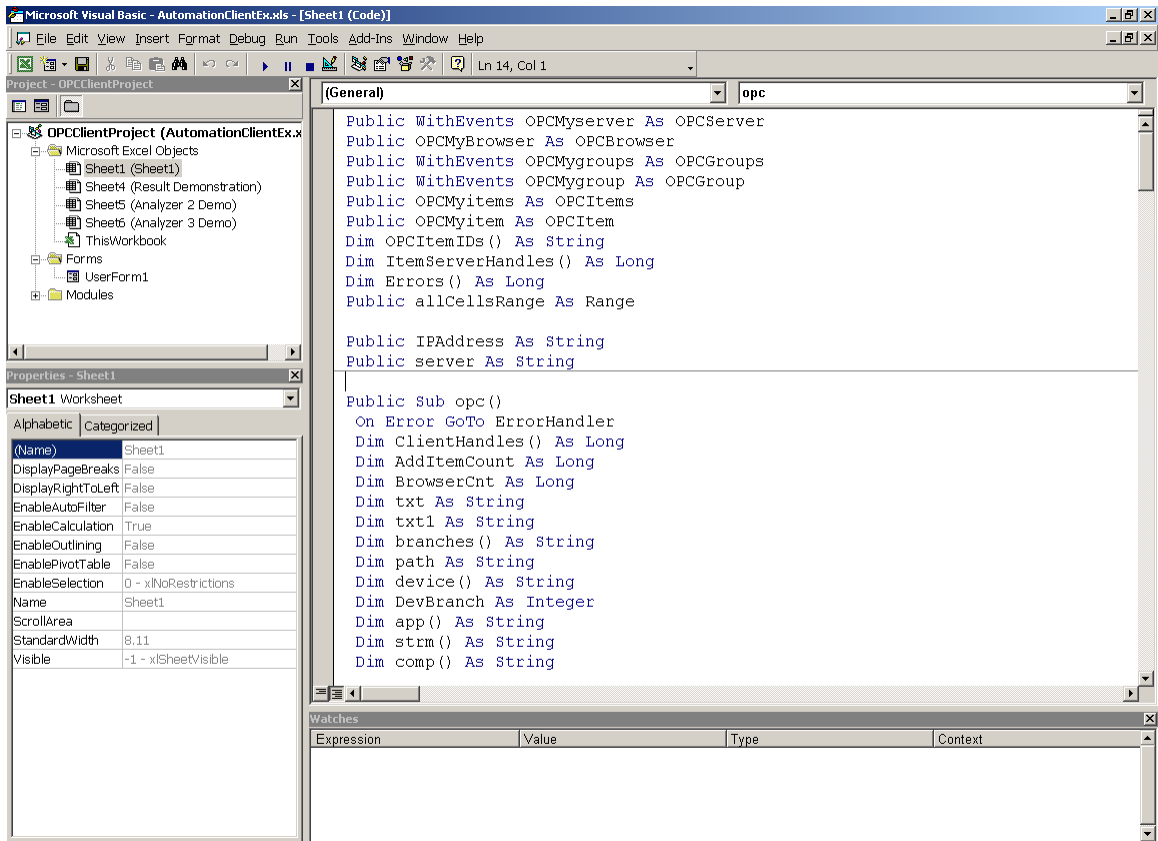 Microsoft Visual Basic - AutomationClientEx.xls - [Sheet1 (Code)]
File Edit View Insert Format Debug Run Tools Add-Ins Window Help
Ln 14, Col 1
Project - OPCClientProject
OPCClientProject (AutomationClientEx.x
Microsoft Excel Objects
Sheet1 (Sheet1)
Sheet4 (Result Demonstration)
Sheet5 (Analyzer 2 Demo)
Sheet6 (Analyzer 3 Demo)
ThisWorkbook
Forms
UserForm1
Modules
Properties - Sheet1
Sheet1 Worksheet
Alphabetic Categorized
(Name) Sheet1
DisplayPageBreaks False
DisplayRightToLeft False
EnableAutoFilter False
EnableCalculation True
EnableOutlining False
EnablePivotTable False
EnableSelection 0 - xlNoRestrictions
Name Sheet1
ScrollArea
StandardWidth 8.11
Visible -1 - xlSheetVisible
(General) opc
Public WithEvents OPCMyserver As OPCServer
Public OPCMyBrowser As OPCBrowser
Public WithEvents OPCMygroups As OPCGroups
Public WithEvents OPCMygroup As OPCGroup
Public OPCMyitems As OPCItems
Public OPCMyitem As OPCItem
Dim OPCItemIDs() As String
Dim ItemServerHandles() As Long
Dim Errors() As Long
Public allCellsRange As Range
Public IPAddress As String
Public server As String
Public Sub opc()
On Error GoTo ErrorHandler
Dim ClientHandles() As Long
Dim AddItemCount As Long
Dim BrowserCnt As Long
Dim txt As String
Dim txt1 As String
Dim branches() As String
Dim path As String
Dim device() As String
Dim DevBranch As Integer
Dim app() As String
Dim strm() As String
Dim comp() As String
Watches
Expression Value Type Context